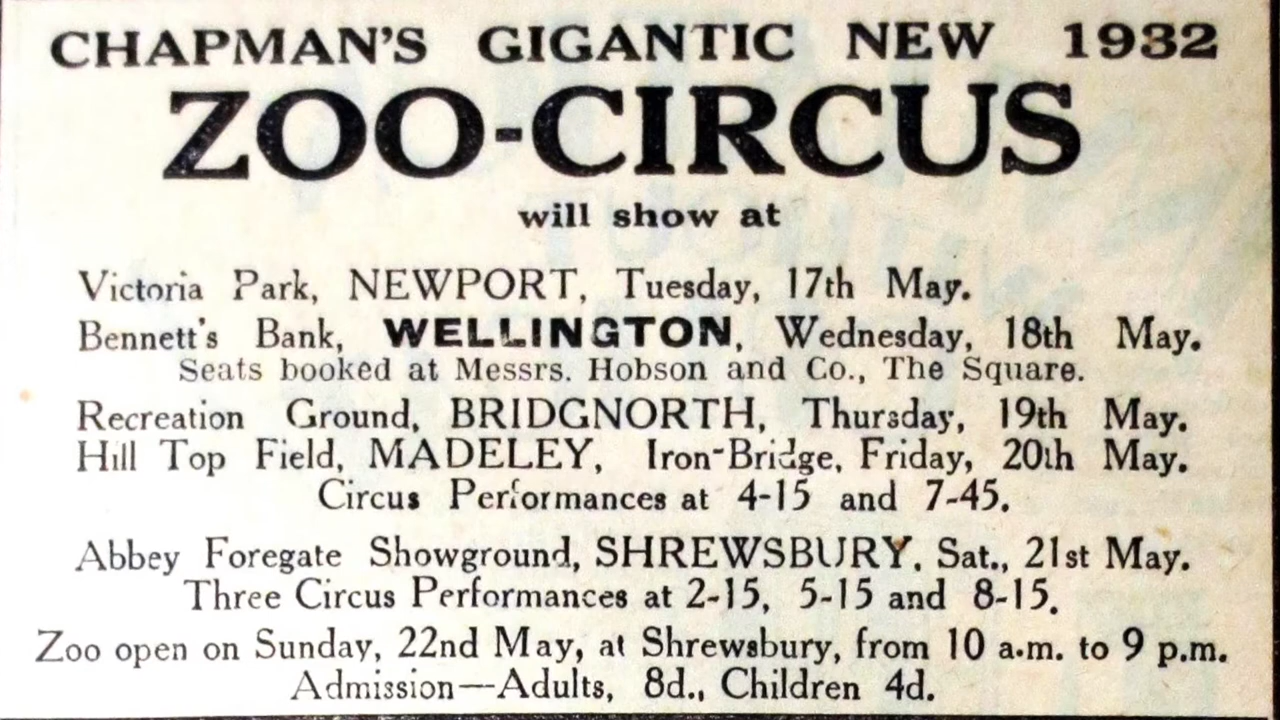 CHAPMAN'S GIGANTIC NEW 1932
ZOO-CIRCUS
will show at
Victoria Park, NEWPORT, Tuesday, 17th May.
Bennett's Bank, WELLINGTON, Wednesday, 18th May.
Seats booked at Messrs. Hobson and Co., The Square.
Recreation Ground, BRIDGNORTH, Thursday, 19th May.
Hill Top Field, MADELEY, Iron-Bridge, Friday, 20th May.
Circus Performances at 4-15 and 7-45.
Abbey Foregate Showground, SHREWSBURY. Sat., 21st May.
Three Circus Performances at 2-15, 5-15 and 8-15.
Zoo open on Sunday, 22nd May, at Shrewsbury, from 10 a.m. to 9 p.m.
Admission—Adults, 8d., Children 4d.